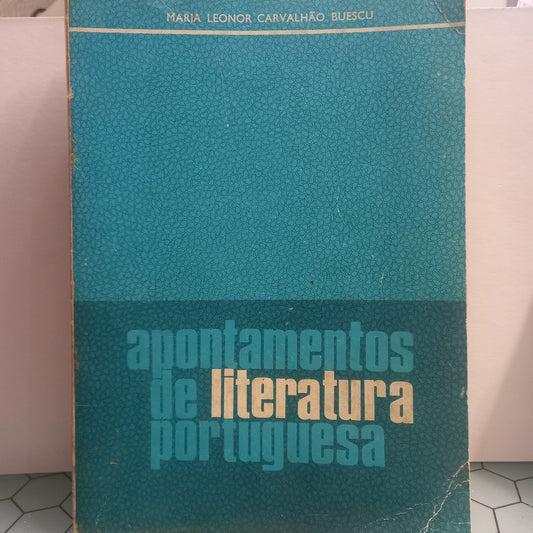 MARIA LEONOR CARVALHÃO BUESCU
apontamentos
de literatura
portuguesa